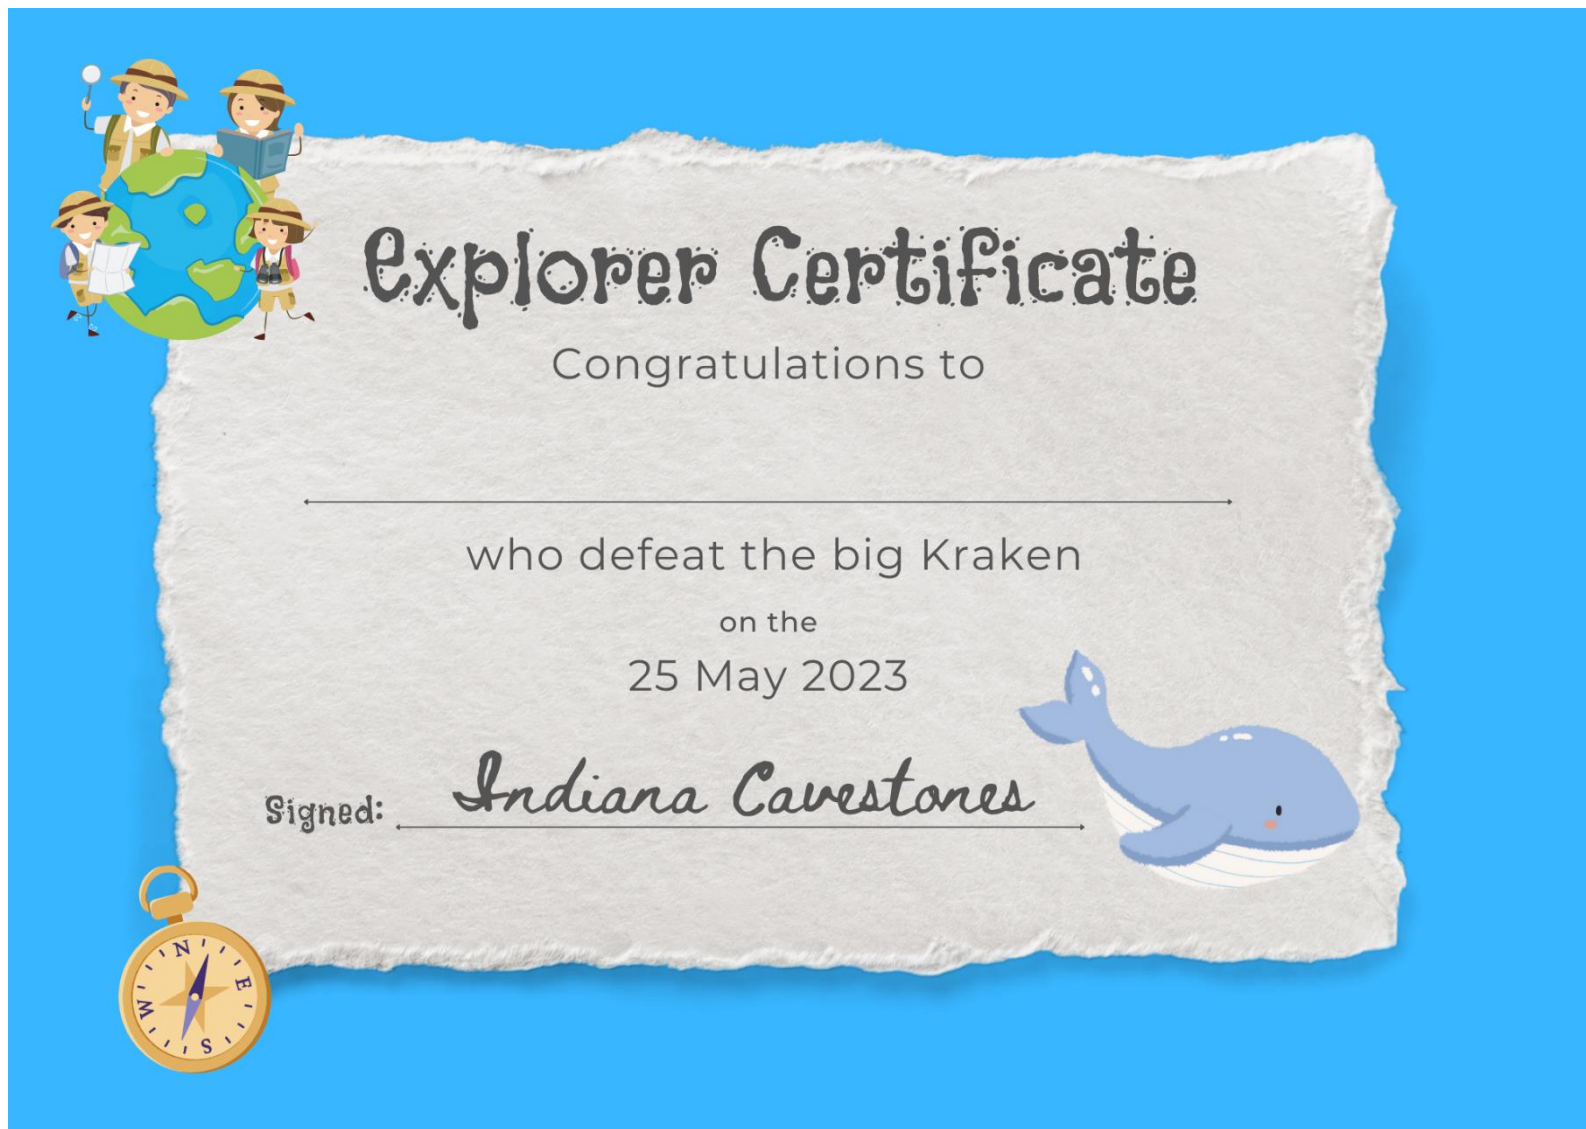 Explorer Certificate
Congratulations to
who defeat the big Kraken
on the
25 May 2023
Signed: Indiana Cavestones
N
E
W
S